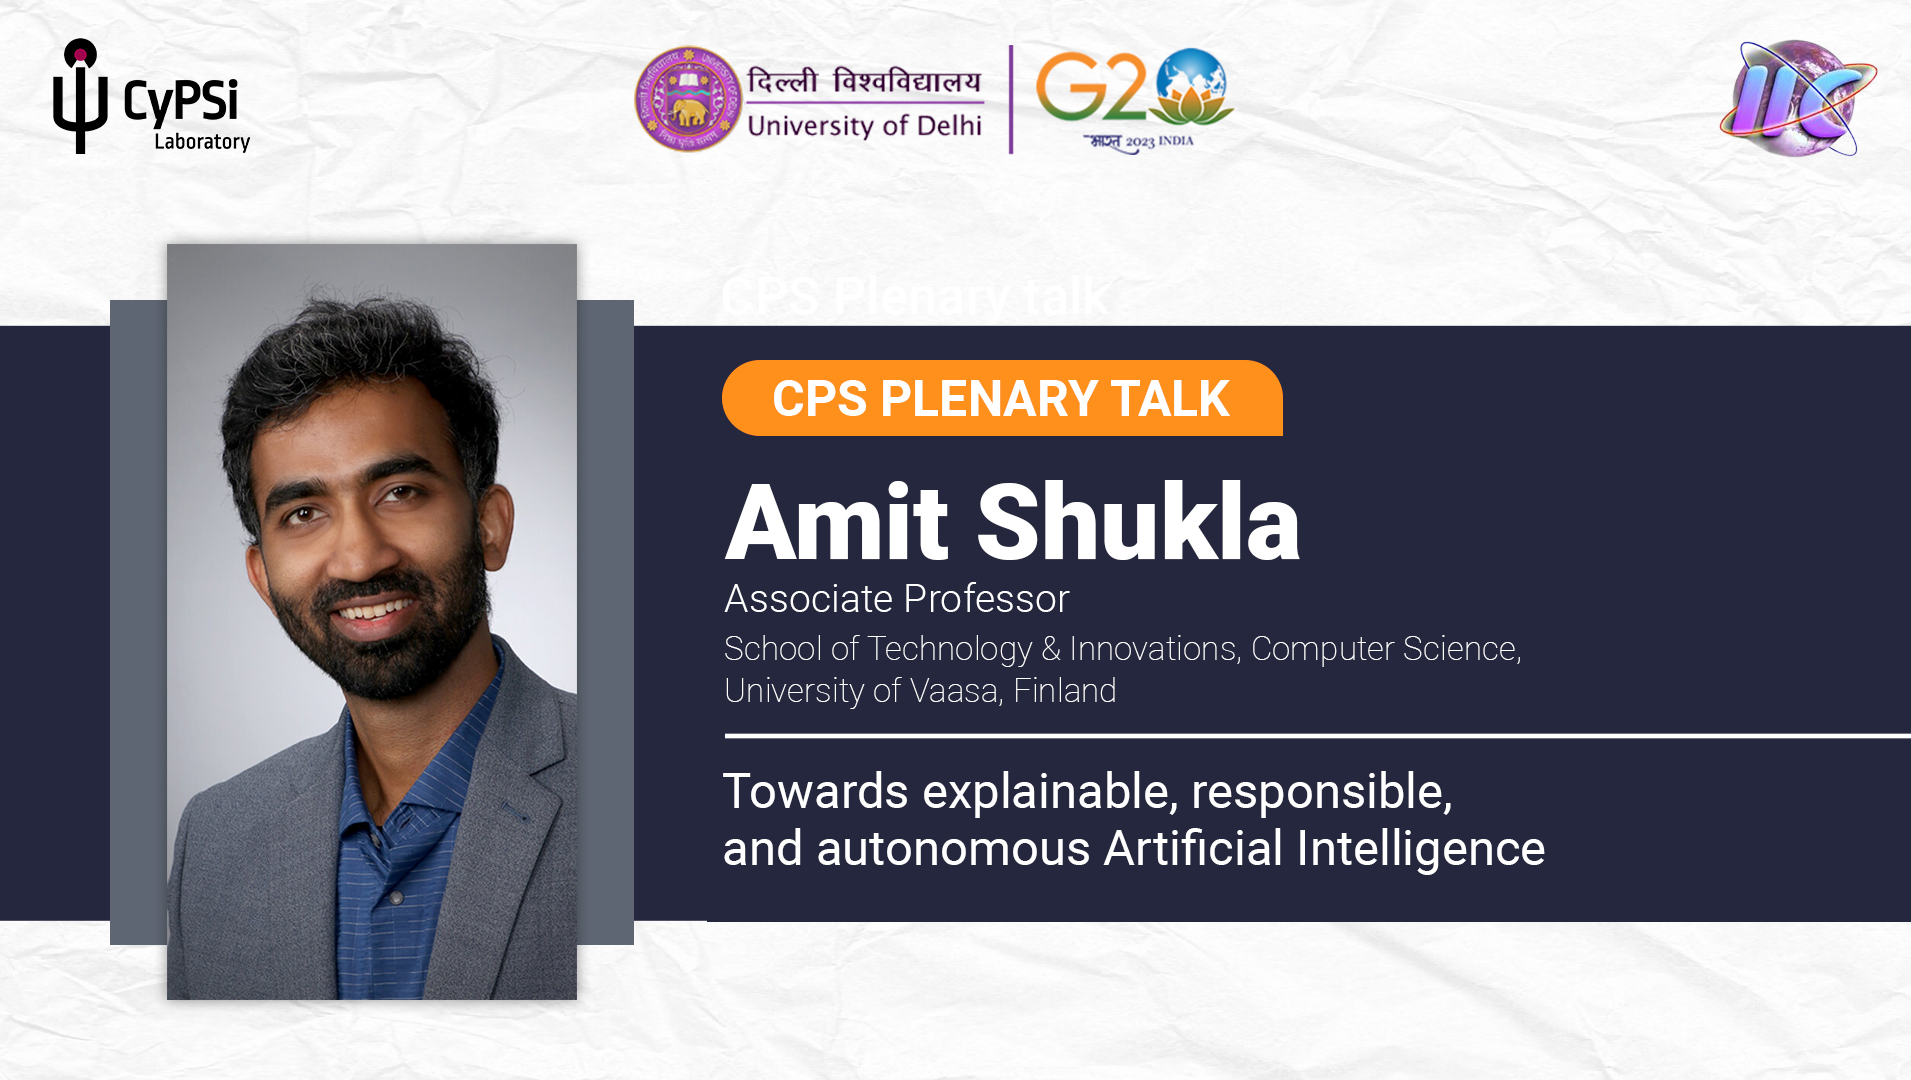 CyPSi
Laboratory
दिल्ली विश्वविद्यालय
University of Delhi
G20
भारत 2023 INDIA
IIC
CPS Plenary talk
CPS PLENARY TALK
Amit Shukla
Associate Professor
School of Technology & Innovations, Computer Science,
University of Vaasa, Finland
Towards explainable, responsible,
and autonomous Artificial Intelligence